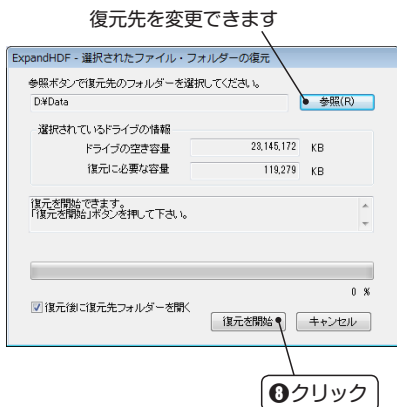 復元先を変更できます
ExpandHDF - 選択されたファイル・フォルダーの復元
参照ボタンで復元先のフォルダーを選択してください。
D:¥Data
参照(R)
選択されているドライブの情報
ドライブの空き容量 23,145,172 KB
復元に必要な容量 119,279 KB
復元を開始できます。
「復元を開始」ボタンを押して下さい。
0 %
復元後に復元先フォルダーを開く
復元を開始 キャンセル
❽クリック